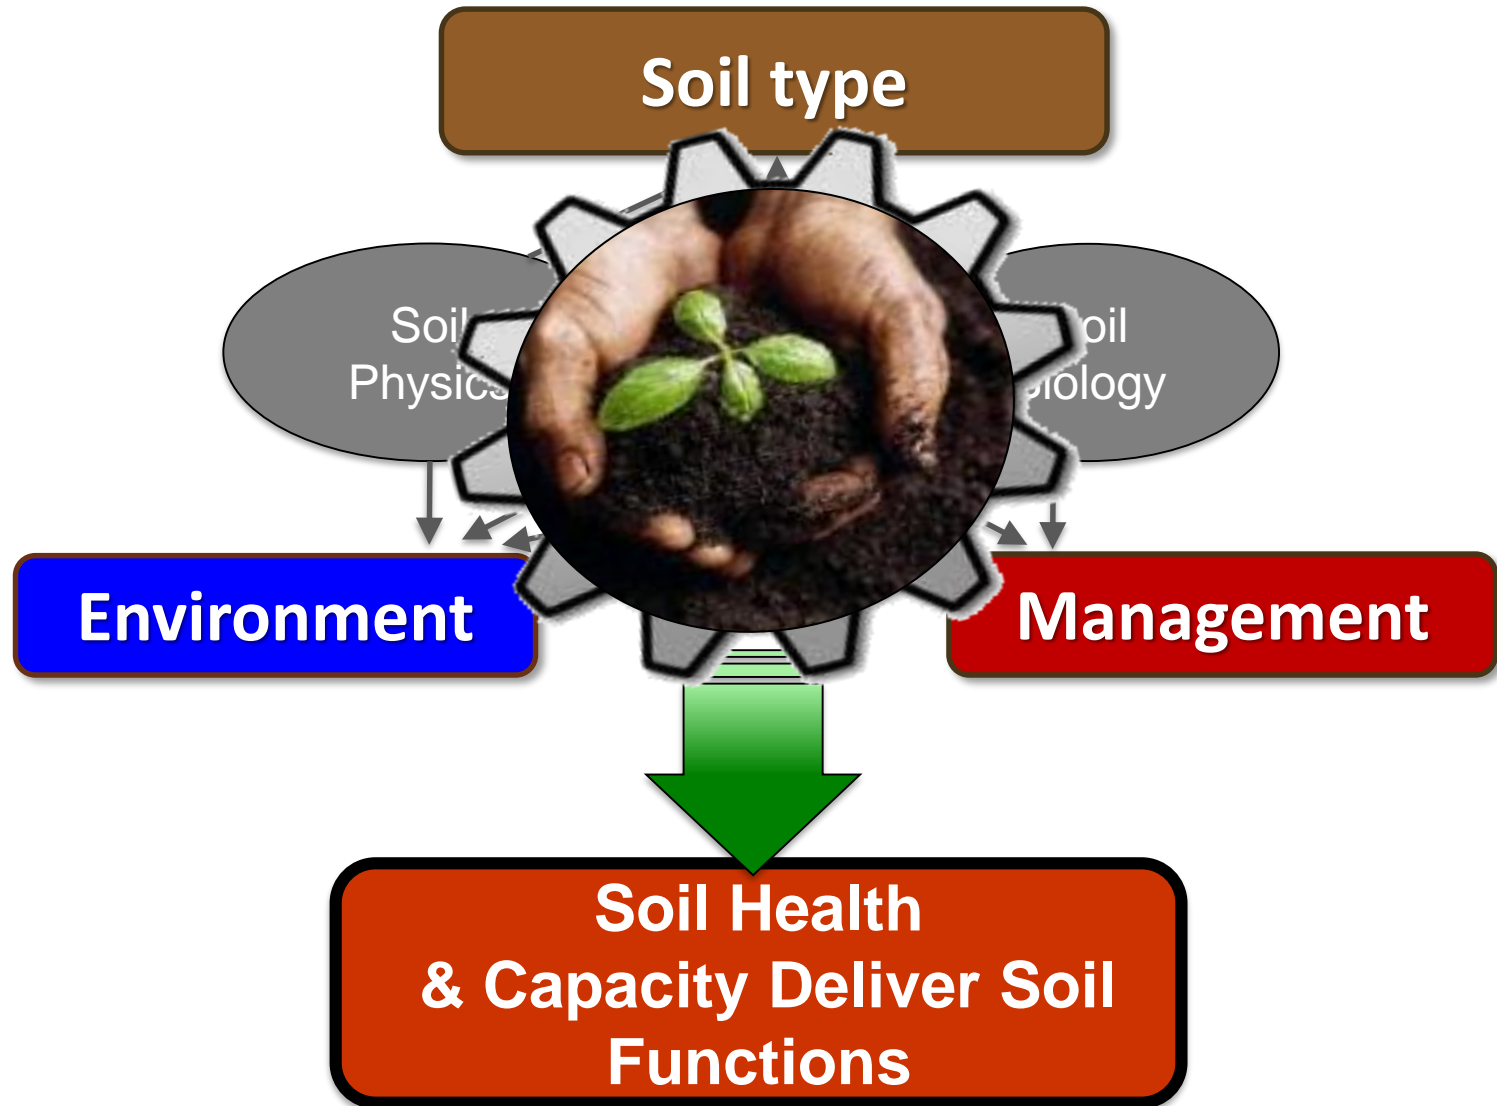 Soil type
Soil
Physics
oil
iology
Environment
Management
Soil Health
& Capacity Deliver Soil
Functions